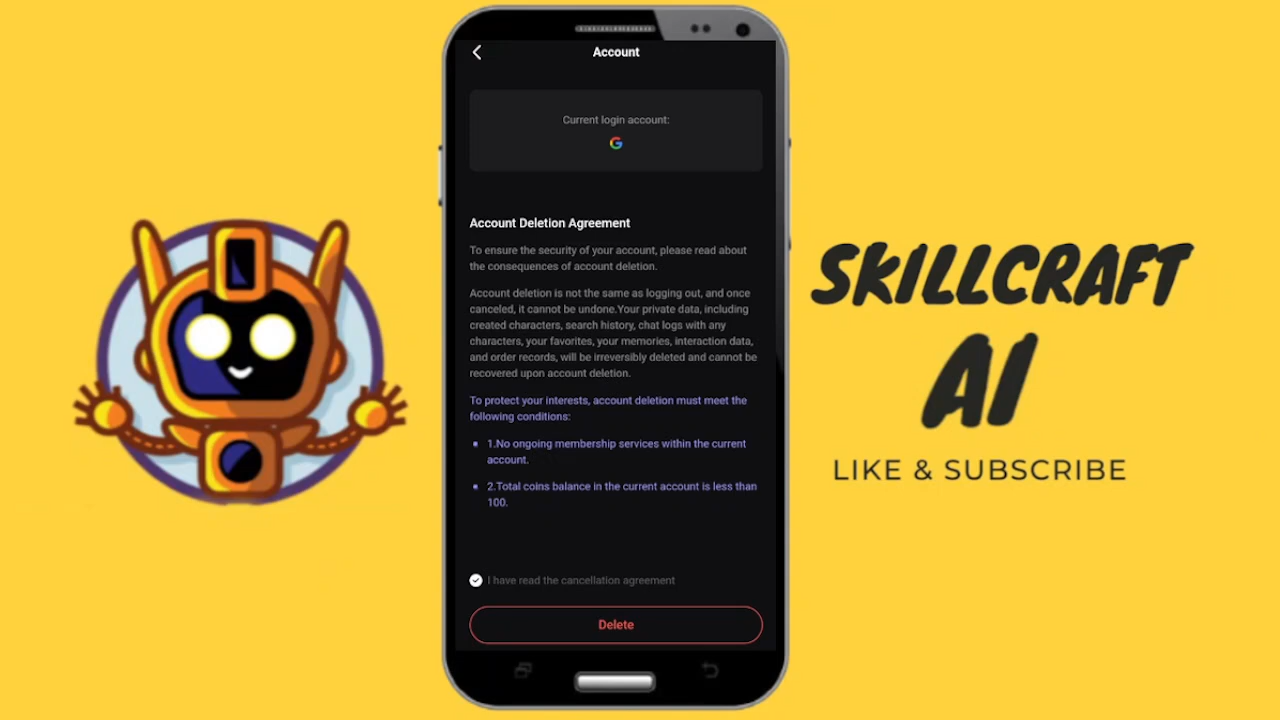 Account
Current login account:
Account Deletion Agreement
To ensure the security of your account, please read about
the consequences of account deletion.
Account deletion is not the same as logging out, and once
canceled, it cannot be undone.Your private data, including
created characters, search history, chat logs with any
characters, your favorites, your memories, interaction data,
and order records, will be irreversibly deleted and cannot be
recovered upon account deletion.
To protect your interests, account deletion must meet the
following conditions:
1.No ongoing membership services within the current
account.
2.Total coins balance in the current account is less than
100.
I have read the cancellation agreement
Delete
SKILLCRAFT
AI
LIKE & SUBSCRIBE